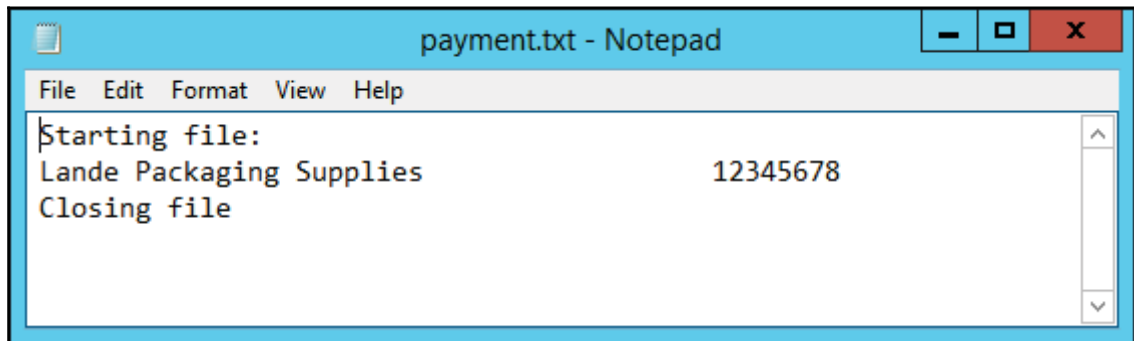 payment.txt - Notepad
File Edit Format View Help
Starting file:
Lande Packaging Supplies                  12345678
Closing file